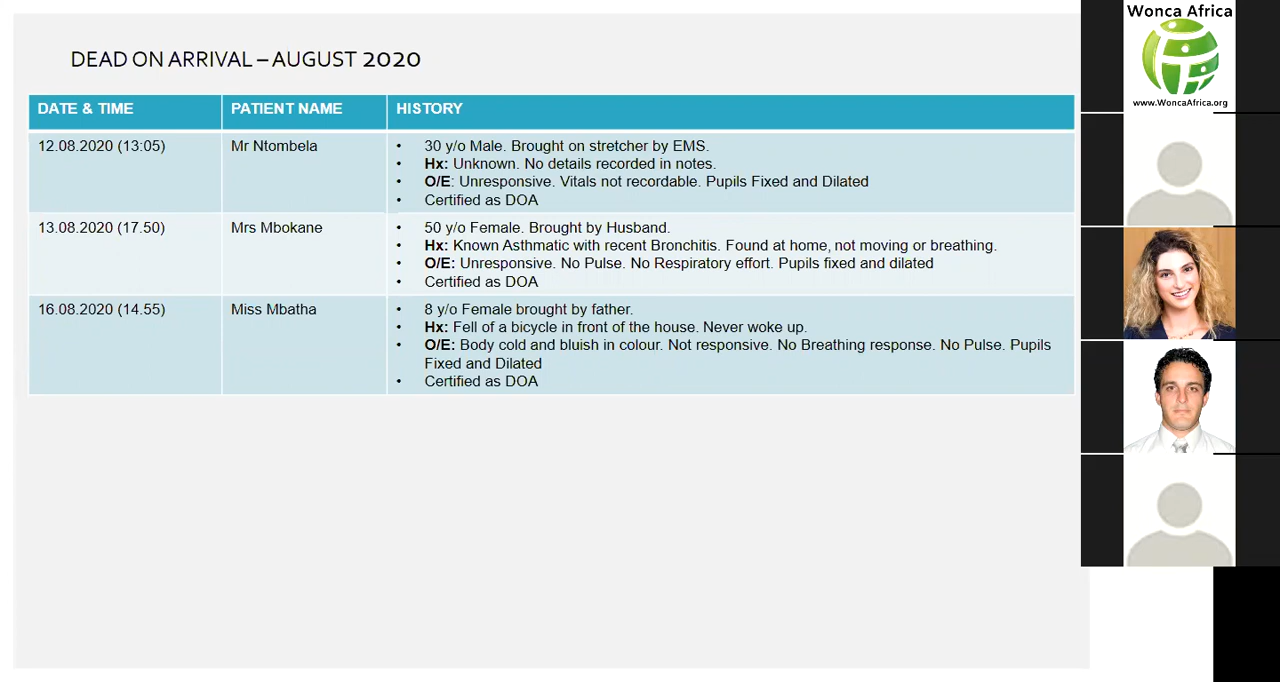 Wonca Africa
www.WoncaAfrica.org
DEAD ON ARRIVAL – AUGUST 2020
DATE & TIME
PATIENT NAME
HISTORY
12.08.2020 (13:05)
Mr Ntombela
• 30 y/o Male. Brought on stretcher by EMS.
• Hx: Unknown. No details recorded in notes.
• O/E: Unresponsive. Vitals not recordable. Pupils Fixed and Dilated
• Certified as DOA
13.08.2020 (17.50)
Mrs Mbokane
• 50 y/o Female. Brought by Husband.
• Hx: Known Asthmatic with recent Bronchitis. Found at home, not moving or breathing.
• O/E: Unresponsive. No Pulse. No Respiratory effort. Pupils fixed and dilated
• Certified as DOA
16.08.2020 (14.55)
Miss Mbatha
• 8 y/o Female brought by father.
• Hx: Fell of a bicycle in front of the house. Never woke up.
• O/E: Body cold and bluish in colour. Not responsive. No Breathing response. No Pulse. Pupils
Fixed and Dilated
• Certified as DOA